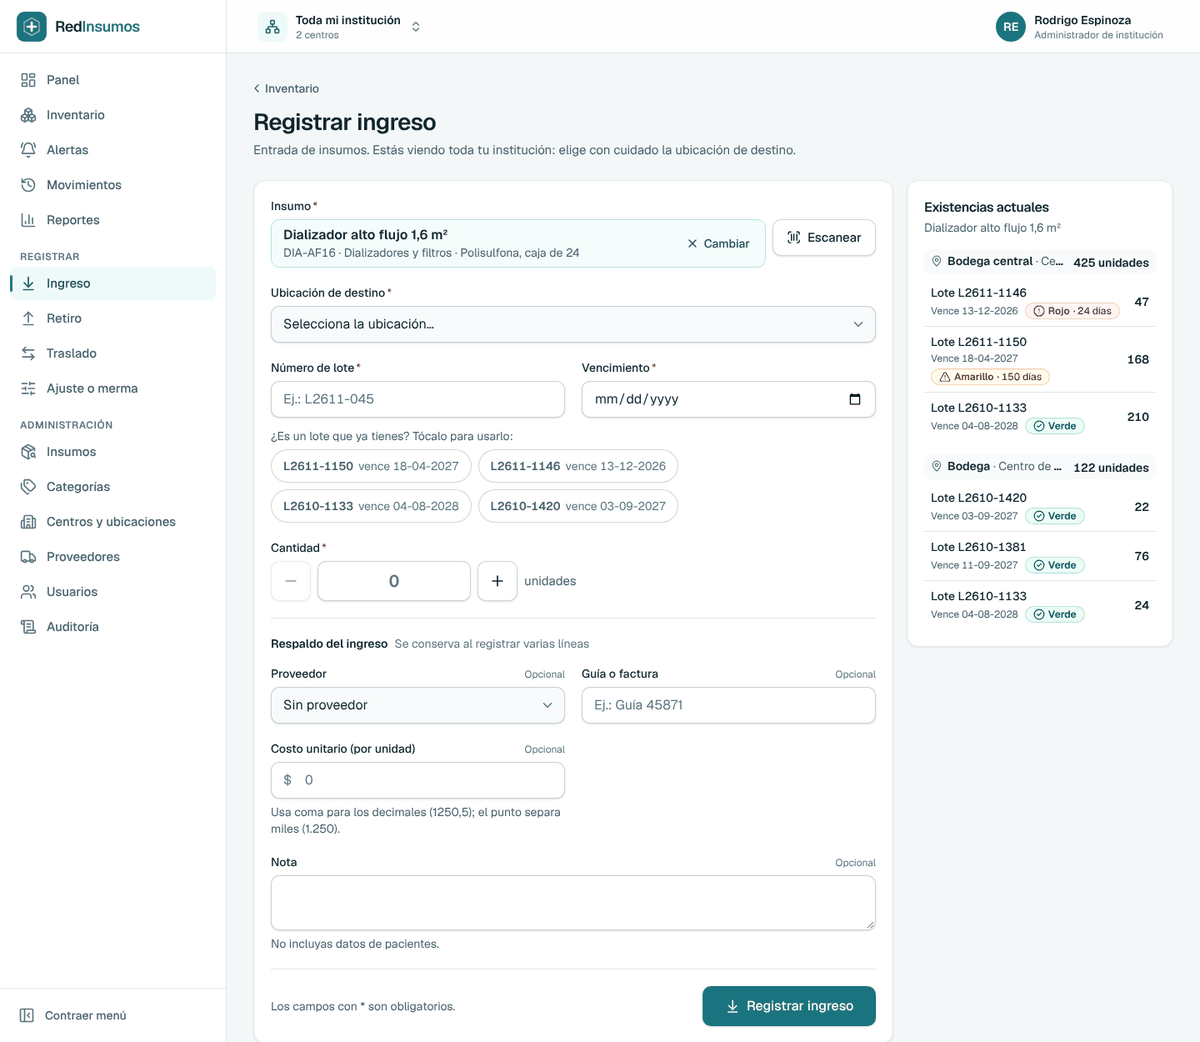 RedInsumos
Toda mi institución
2 centros
RE
Rodrigo Espinoza
Administrador de institución
Panel
Inventario
Alertas
Movimientos
Reportes
REGISTRAR
Ingreso
Retiro
Traslado
Ajuste o merma
ADMINISTRACIÓN
Insumos
Categorías
Centros y ubicaciones
Proveedores
Usuarios
Auditoría
Contraer menú
Inventario
Registrar ingreso
Entrada de insumos. Estás viendo toda tu institución: elige con cuidado la ubicación de destino.
Insumo *
Dializador alto flujo 1,6 m²
DIA-AF16 · Dializadores y filtros · Polisulfona, caja de 24
Cambiar
Escanear
Ubicación de destino *
Selecciona la ubicación...
Número de lote * Vencimiento *
Ej.: L2611-045 mm/dd/yyyy
¿Es un lote que ya tienes? Tócalo para usarlo:
L2611-1150 vence 18-04-2027 L2611-1146 vence 13-12-2026
L2610-1133 vence 04-08-2028 L2610-1420 vence 03-09-2027
Cantidad *
− 0 + unidades
Respaldo del ingreso Se conserva al registrar varias líneas
Proveedor Opcional Guía o factura Opcional
Sin proveedor Ej.: Guía 45871
Costo unitario (por unidad) Opcional
$ 0
Usa coma para los decimales (1250,5); el punto separa
miles (1.250).
Nota Opcional
No incluyas datos de pacientes.
Los campos con * son obligatorios.
Registrar ingreso
Existencias actuales
Dializador alto flujo 1,6 m²
Bodega central · Ce... 425 unidades
Lote L2611-1146
47
Vence 13-12-2026 Rojo · 24 días
Lote L2611-1150
Vence 18-04-2027 168
Amarillo · 150 días
Lote L2610-1133
210
Vence 04-08-2028 Verde
Bodega · Centro de ... 122 unidades
Lote L2610-1420
22
Vence 03-09-2027 Verde
Lote L2610-1381
76
Vence 11-09-2027 Verde
Lote L2610-1133
24
Vence 04-08-2028 Verde